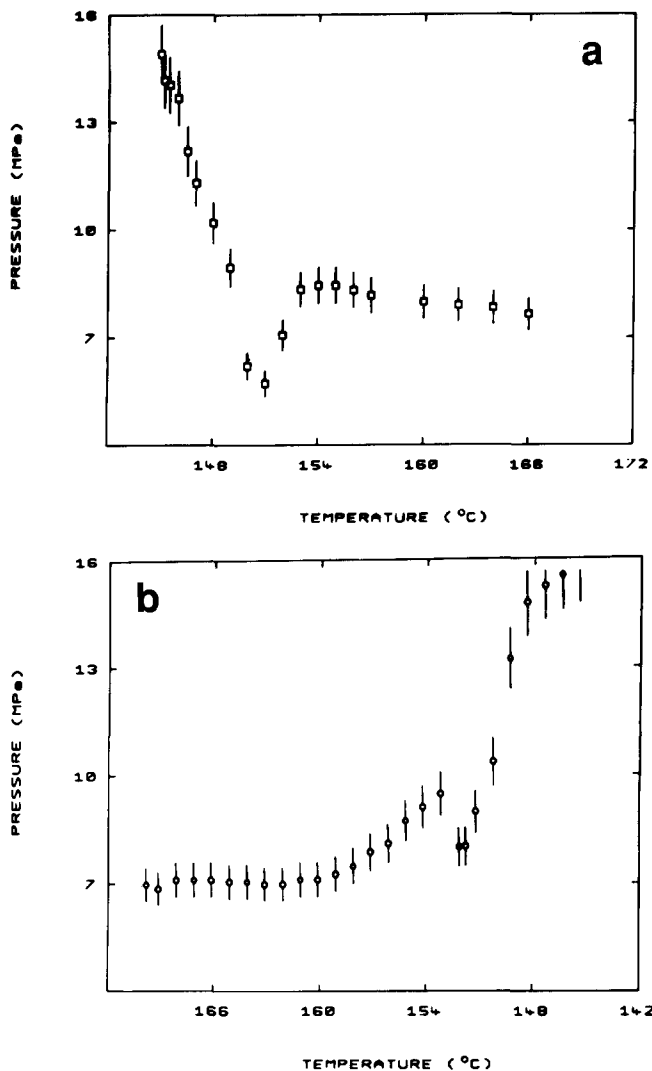 16
a
13
10
7
PRESSURE (MPa)
148 154 160 166 172
TEMPERATURE (°C)
16
b
13
10
7
PRESSURE (MPa)
166 160 154 148 142
TEMPERATURE (°C)